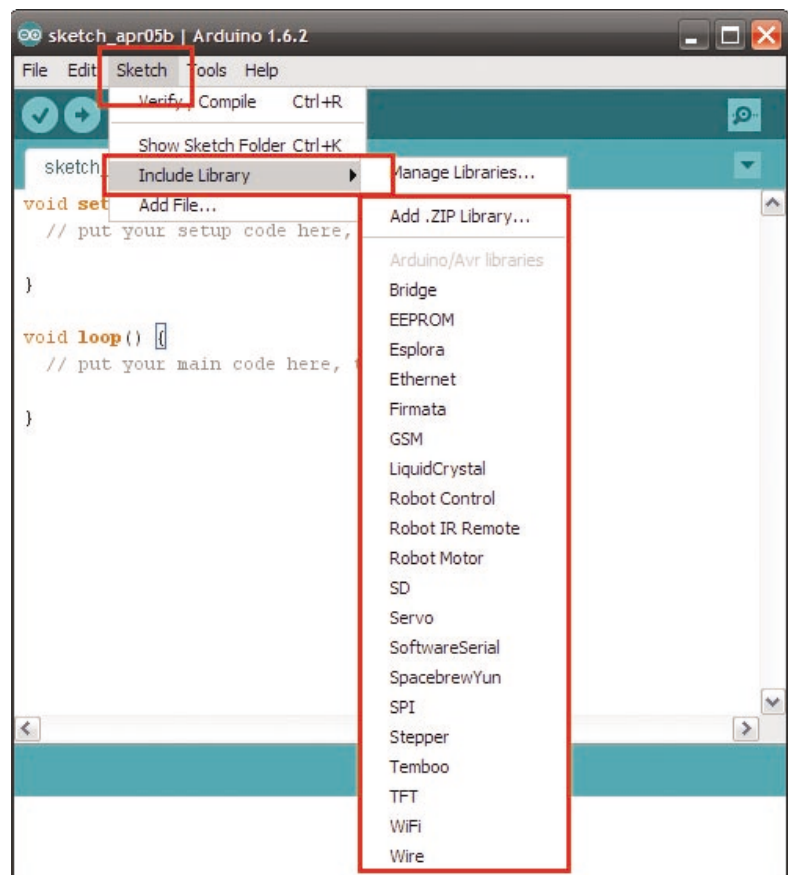 sketch_apr05b | Arduino 1.6.2
File Edit Sketch Tools Help
Verify / Compile Ctrl+R
Show Sketch Folder Ctrl+K
Include Library
Add File...
sketch_
Manage Libraries...
Add .ZIP Library...
Arduino/Avr libraries
Bridge
EEPROM
Esplora
Ethernet
Firmata
GSM
LiquidCrystal
Robot Control
Robot IR Remote
Robot Motor
SD
Servo
SoftwareSerial
SpacebrewYun
SPI
Stepper
Temboo
TFT
WiFi
Wire
void set
// put your setup code here,
}
void loop() {
// put your main code here, t
}